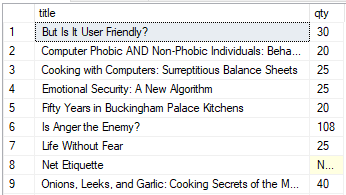 title qty
1 But Is It User Friendly? 30
2 Computer Phobic AND Non-Phobic Individuals: Beha... 20
3 Cooking with Computers: Surreptitious Balance Sheets 25
4 Emotional Security: A New Algorithm 25
5 Fifty Years in Buckingham Palace Kitchens 20
6 Is Anger the Enemy? 108
7 Life Without Fear 25
8 Net Etiquette N...
9 Onions, Leeks, and Garlic: Cooking Secrets of the M... 40